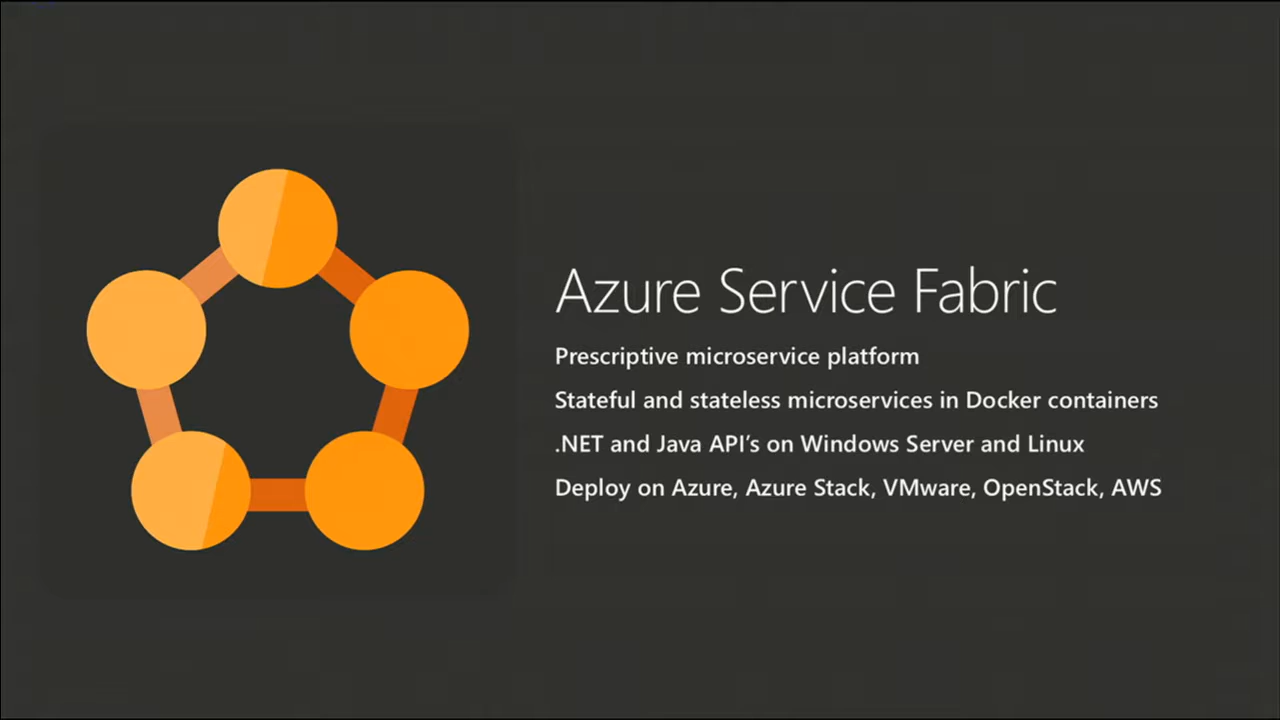 Azure Service Fabric
Prescriptive microservice platform
Stateful and stateless microservices in Docker containers
.NET and Java API’s on Windows Server and Linux
Deploy on Azure, Azure Stack, VMware, OpenStack, AWS